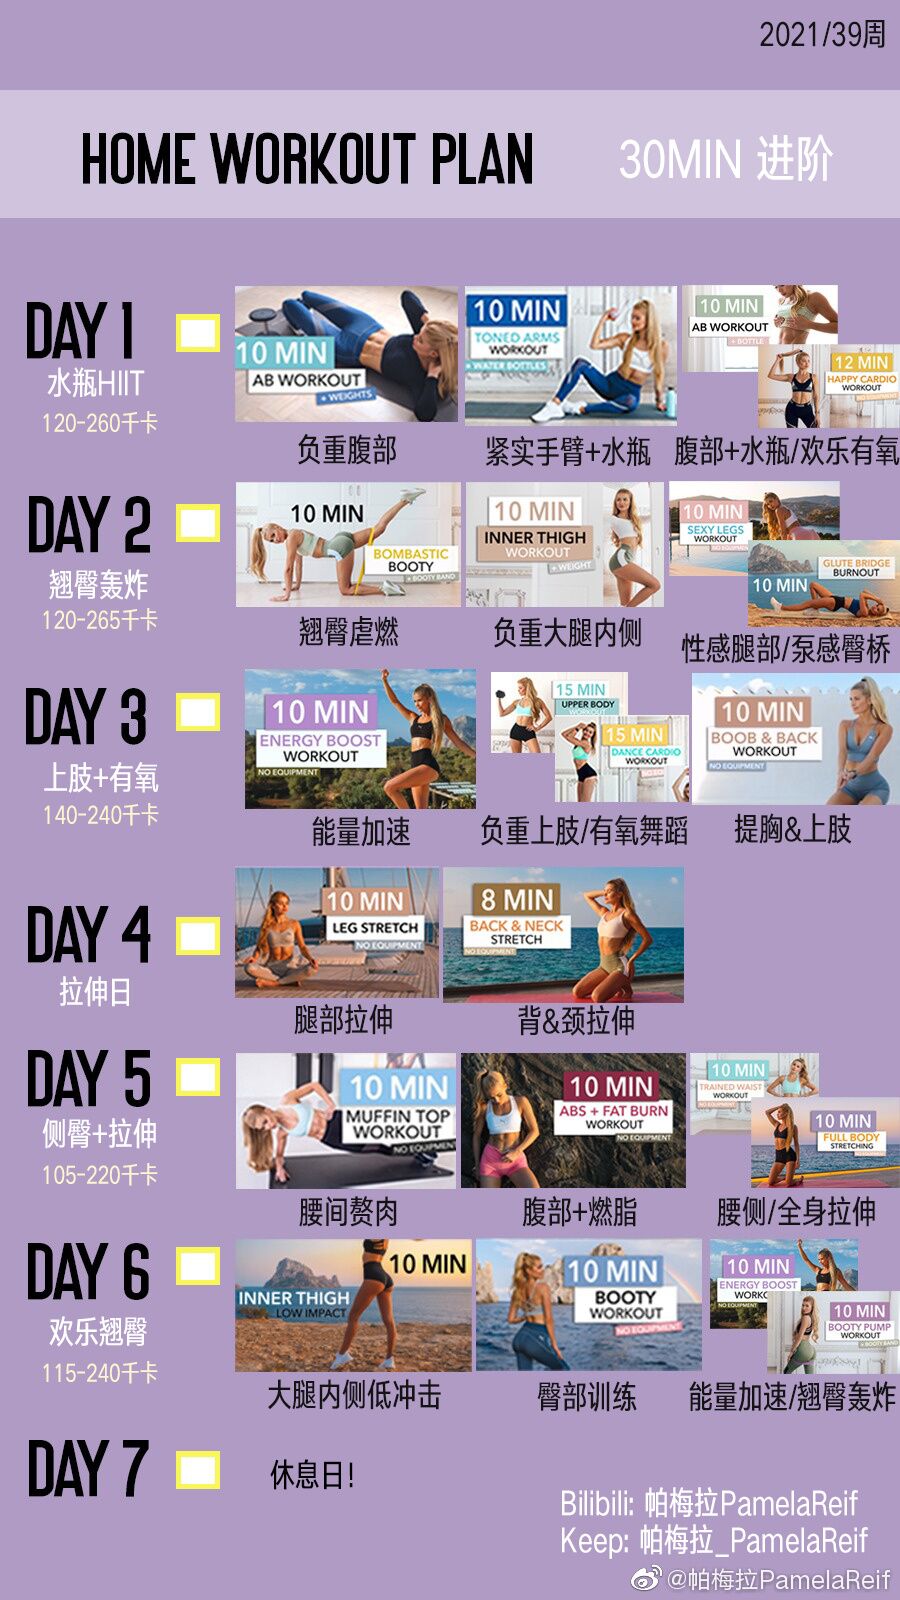 2021/39周
HOME WORKOUT PLAN
30MIN 进阶
DAY 1
水瓶HIIT
120-260千卡
10 MIN
AB WORKOUT
+ WEIGHTS
负重腹部
10 MIN
TONED ARMS
WORKOUT
+ WATER BOTTLES
紧实手臂+水瓶
10 MIN
AB WORKOUT
+ BOTTLE
12 MIN
HAPPY CARDIO
WORKOUT
NO EQUIPMENT
腹部+水瓶/欢乐有氧
DAY 2
翘臀轰炸
120-265千卡
10 MIN
BOMBASTIC
BOOTY
+ BOOTY BAND
翘臀虐燃
10 MIN
INNER THIGH
WORKOUT
+ WEIGHT
负重大腿内侧
10 MIN
SEXY LEGS
WORKOUT
NO EQUIPMENT
GLUTE BRIDGE
BURNOUT
10 MIN
性感腿部/泵感臀桥
DAY 3
上肢+有氧
140-240千卡
10 MIN
ENERGY BOOST
WORKOUT
NO EQUIPMENT
能量加速
15 MIN
UPPER BODY
WORKOUT
15 MIN
DANCE CARDIO
WORKOUT
负重上肢/有氧舞蹈
10 MIN
BOOB & BACK
WORKOUT
NO EQUIPMENT
提胸&上肢
DAY 4
拉伸日
10 MIN
LEG STRETCH
NO EQUIPMENT
腿部拉伸
8 MIN
BACK & NECK
STRETCH
NO EQUIPMENT
背&颈拉伸
DAY 5
侧臀+拉伸
105-220千卡
10 MIN
MUFFIN TOP
WORKOUT
NO EQUIPMENT
腰间赘肉
10 MIN
ABS + FAT BURN
WORKOUT
NO EQUIPMENT
腹部+燃脂
10 MIN
TRAINED WAIST
WORKOUT
NO EQUIPMENT
10 MIN
FULL BODY
STRETCHING
NO EQUIPMENT
腰侧/全身拉伸
DAY 6
欢乐翘臀
115-240千卡
10 MIN
INNER THIGH
LOW IMPACT
大腿内侧低冲击
10 MIN
BOOTY
WORKOUT
NO EQUIPMENT
臀部训练
10 MIN
ENERGY BOOST
WORKO
NO EQUIPMENT
10 MIN
BOOTY PUMP
WORKOUT
+ BOOTY BAND
能量加速/翘臀轰炸
DAY 7
休息日!
Bilibili: 帕梅拉PamelaReif
Keep: 帕梅拉_PamelaReif
@帕梅拉PamelaReif